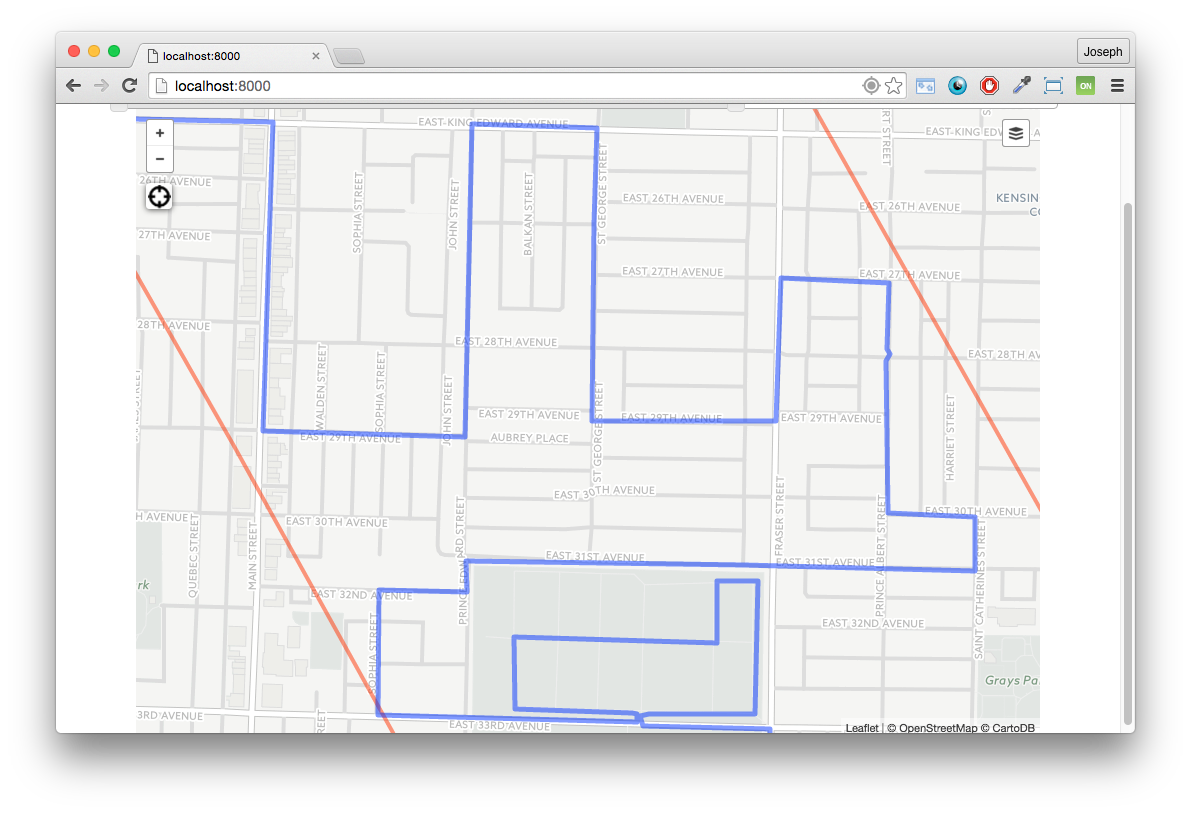 localhost:8000
Joseph
localhost:8000
ON
+
−
EAST KING EDWARD AVENUE
EAST KING EDW
A
RT STREET
26TH AVENUE
EAST 26TH AVENUE
KENSIN
CO
EAST 26TH AVENUE
SOPHIA STREET
JOHN STREET
BALKAN STREET
ST GEORGE STREET
27TH AVENUE
EAST 27TH AVENUE
EAST 27TH AVENUE
28TH AVENUE
EAST 28TH AVENUE
EAST 28TH AV
WALDEN STREET
SOPHIA STREET
JOHN STREET
ST GEORGE STREET
HARRIET STREET
EAST 29TH AVENUE
EAST 29TH AVENUE
EAST 29TH AVENUE
EAST 29TH AVENUE
AUBREY PLACE
EAST 30TH AVENUE
EAST 30TH AVENUE
H AVENUE
EAST 30TH AVENUE
QUEBEC STREET
MAIN STREET
PRINCE EDWARD STREET
FRASER STREET
PRINCE ALBERT STREET
SAINT CATHERINES STREET
EAST 31ST AVENUE
EAST 31ST AVENUE
rk
EAST 32ND AVENUE
EAST 32ND AVENUE
SOPHIA STREET
Grays Par
3RD AVENUE
EAST 33RD AVENUE
Leaflet | © OpenStreetMap © CartoDB